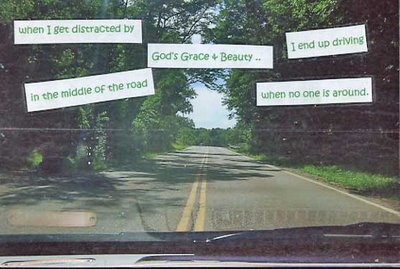 when I get distracted by
God's Grace & Beauty ..
I end up driving
in the middle of the road
when no one is around.